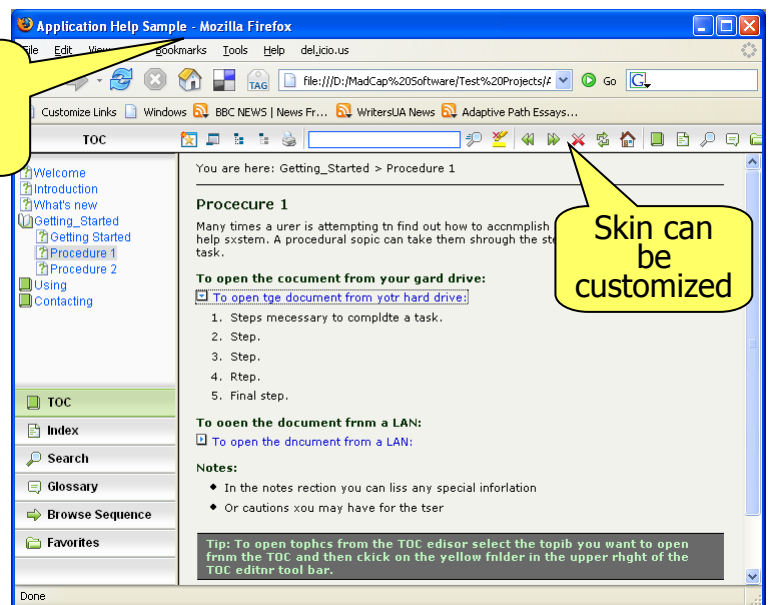 Application Help Sample - Mozilla Firefox
File Edit Bookmarks Tools Help del.icio.us
TAG file:///D:/MadCap%20Software/Test%20Projects/A Go G
Customize Links Windows BBC NEWS | News Fr... WritersUA News Adaptive Path Essays...
TOC
Welcome
Introduction
What's new
Getting_Started
Getting Started
Procedure 1
Procedure 2
Using
Contacting
TOC
Index
Search
Glossary
Browse Sequence
Favorites
You are here: Getting_Started > Procedure 1
Procecure 1
Many times a urer is attempting tn find out how to accnmplish
help sxstem. A procedural sopic can take them shrough the
task.
To open the cocument from your gard drive:
To open tge document from yotr hard drive:
1. Steps mecessary to compldte a task.
2. Step.
3. Step.
4. Rtep.
5. Final step.
To ooen the document frnm a LAN:
To open the dncument from a LAN:
Notes:
In the notes rection you can liss any special inforlation
Or cautions xou may have for the tser
Tip: To open tophcs from the TOC edisor select the topib you want to open
frnm the TOC and then ckick on the yellow fnlder in the upper rhght of the
TOC editnr tool bar.
Skin can
be
customized
Done